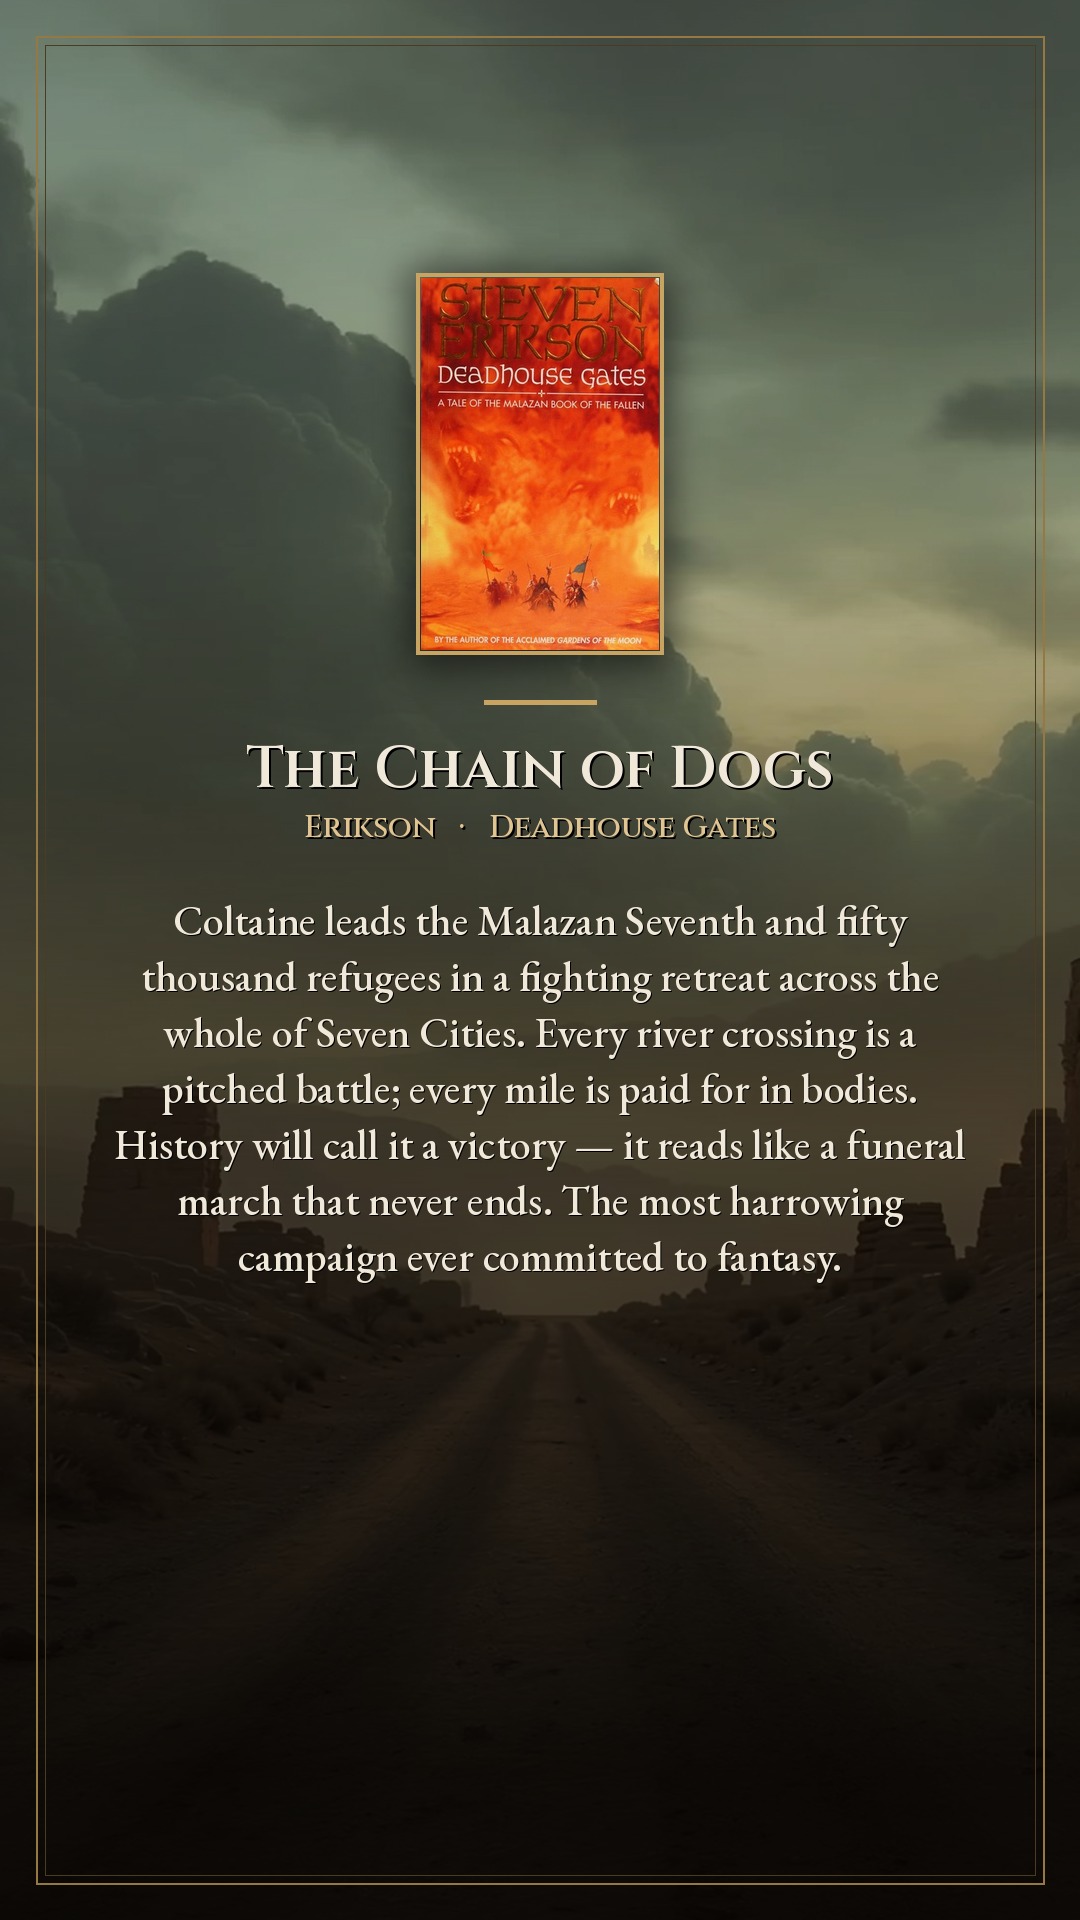 STEVEN
ERIKSON
DEADHOUSE GATES
A TALE OF THE MALAZAN BOOK OF THE FALLEN
BY THE AUTHOR OF THE ACCLAIMED GARDENS OF THE MOON
THE CHAIN OF DOGS
ERIKSON · DEADHOUSE GATES
Coltaine leads the Malazan Seventh and fifty
thousand refugees in a fighting retreat across the
whole of Seven Cities. Every river crossing is a
pitched battle; every mile is paid for in bodies.
History will call it a victory — it reads like a funeral
march that never ends. The most harrowing
campaign ever committed to fantasy.